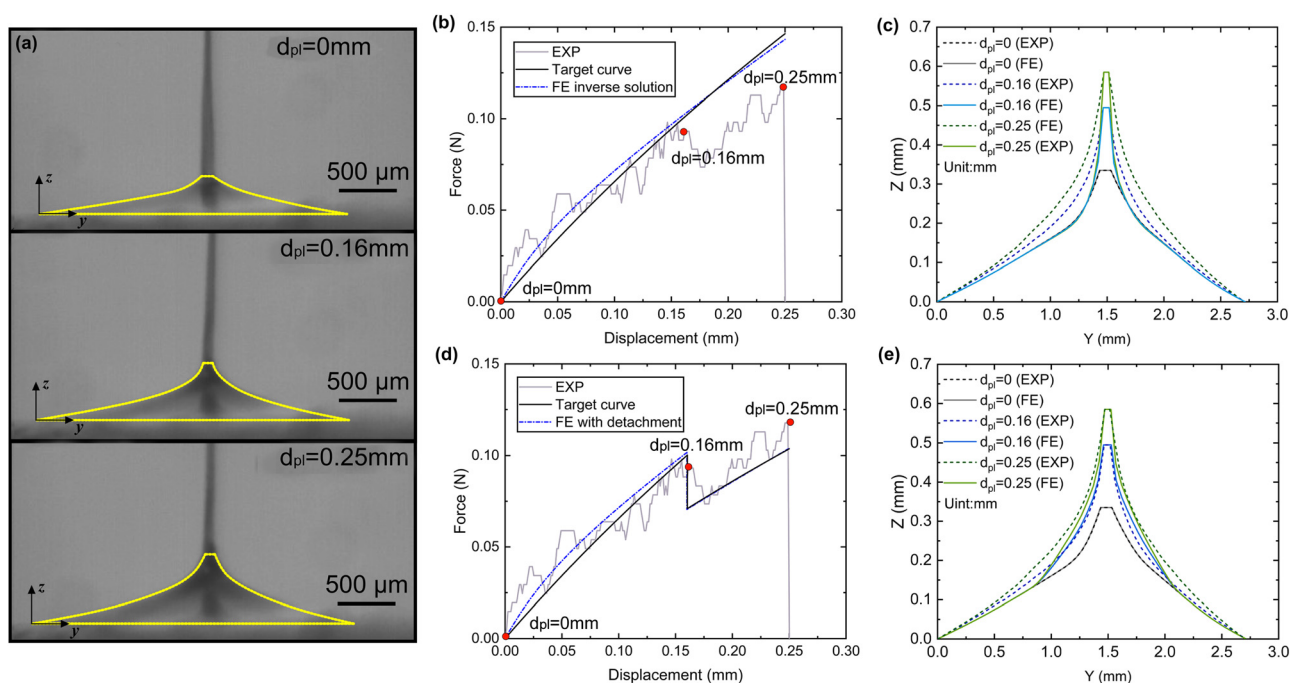 (a)
dpl=0mm
z
500 µm
y
dpl=0.16mm
z
500 µm
y
dpl=0.25mm
z
500 µm
y
(b)
0.15
EXP
Target curve
FE inverse solution
dpl=0.25mm
0.10
Force (N)
dpl=0.16mm
0.05
dpl=0mm
0.00
0.00 0.05 0.10 0.15 0.20 0.25 0.30
Displacement (mm)
(c)
0.7
dpl=0 (EXP)
0.6
dpl=0 (FE)
dpl=0.16 (EXP)
0.5
dpl=0.16 (FE)
dpl=0.25 (FE)
0.4
dpl=0.25 (EXP)
Z (mm)
Unit:mm
0.3
0.2
0.1
0.0
0.0 0.5 1.0 1.5 2.0 2.5 3.0
Y (mm)
(d)
0.15
EXP
Target curve
FE with detachment
dpl=0.25mm
dpl=0.16mm
0.10
Force (N)
0.05
dpl=0mm
0.00
0.00 0.05 0.10 0.15 0.20 0.25 0.30
Displacement (mm)
(e)
0.7
dpl=0 (EXP)
0.6
dpl=0 (FE)
dpl=0.16 (EXP)
0.5
dpl=0.16 (FE)
dpl=0.25 (EXP)
0.4
dpl=0.25 (FE)
Z (mm)
Uint:mm
0.3
0.2
0.1
0.0
0.0 0.5 1.0 1.5 2.0 2.5 3.0
Y (mm)